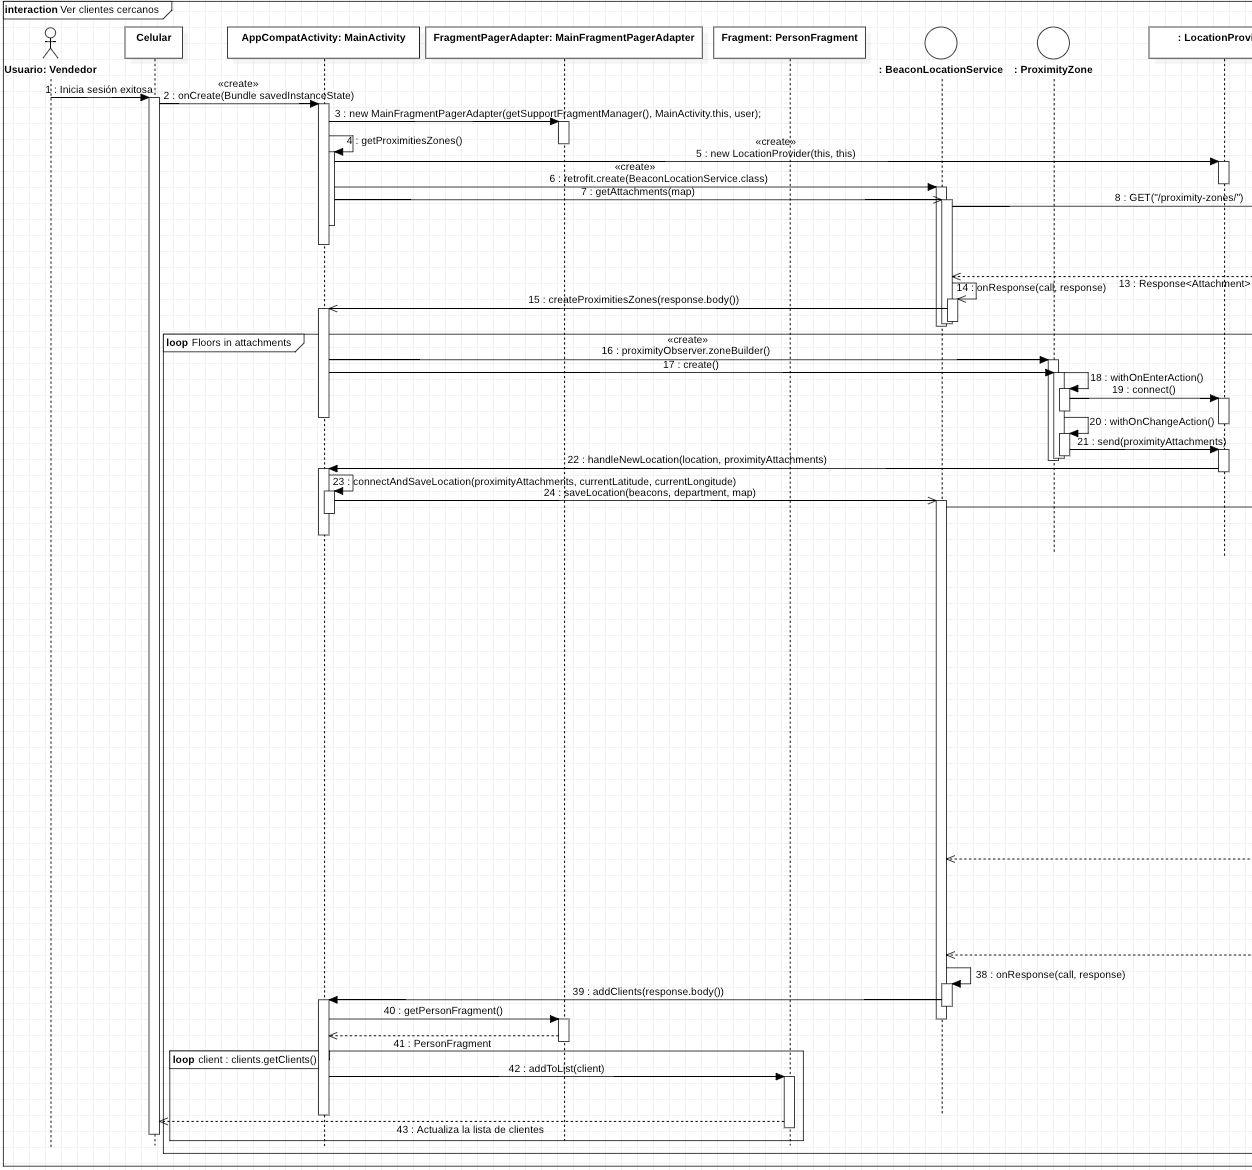 interaction Ver clientes cercanos
Celular
AppCompatActivity: MainActivity
FragmentPagerAdapter: MainFragmentPagerAdapter
Fragment: PersonFragment
: LocationProvi
Usuario: Vendedor
: BeaconLocationService
: ProximityZone
1 : Inicia sesión exitosa
«create»
2 : onCreate(Bundle savedInstanceState)
3 : new MainFragmentPagerAdapter(getSupportFragmentManager(), MainActivity.this, user);
4 : getProximitiesZones()
«create»
5 : new LocationProvider(this, this)
«create»
6 : retrofit.create(BeaconLocationService.class)
7 : getAttachments(map)
8 : GET("/proximity-zones/")
13 : Response<Attachment>
14 : onResponse(call, response)
15 : createProximitiesZones(response.body())
loop Floors in attachments
«create»
16 : proximityObserver.zoneBuilder()
17 : create()
18 : withOnEnterAction()
19 : connect()
20 : withOnChangeAction()
21 : send(proximityAttachments)
22 : handleNewLocation(location, proximityAttachments)
23 : connectAndSaveLocation(proximityAttachments, currentLatitude, currentLongitude)
24 : saveLocation(beacons, department, map)
38 : onResponse(call, response)
39 : addClients(response.body())
40 : getPersonFragment()
41 : PersonFragment
loop client : clients.getClients()
42 : addToList(client)
43 : Actualiza la lista de clientes